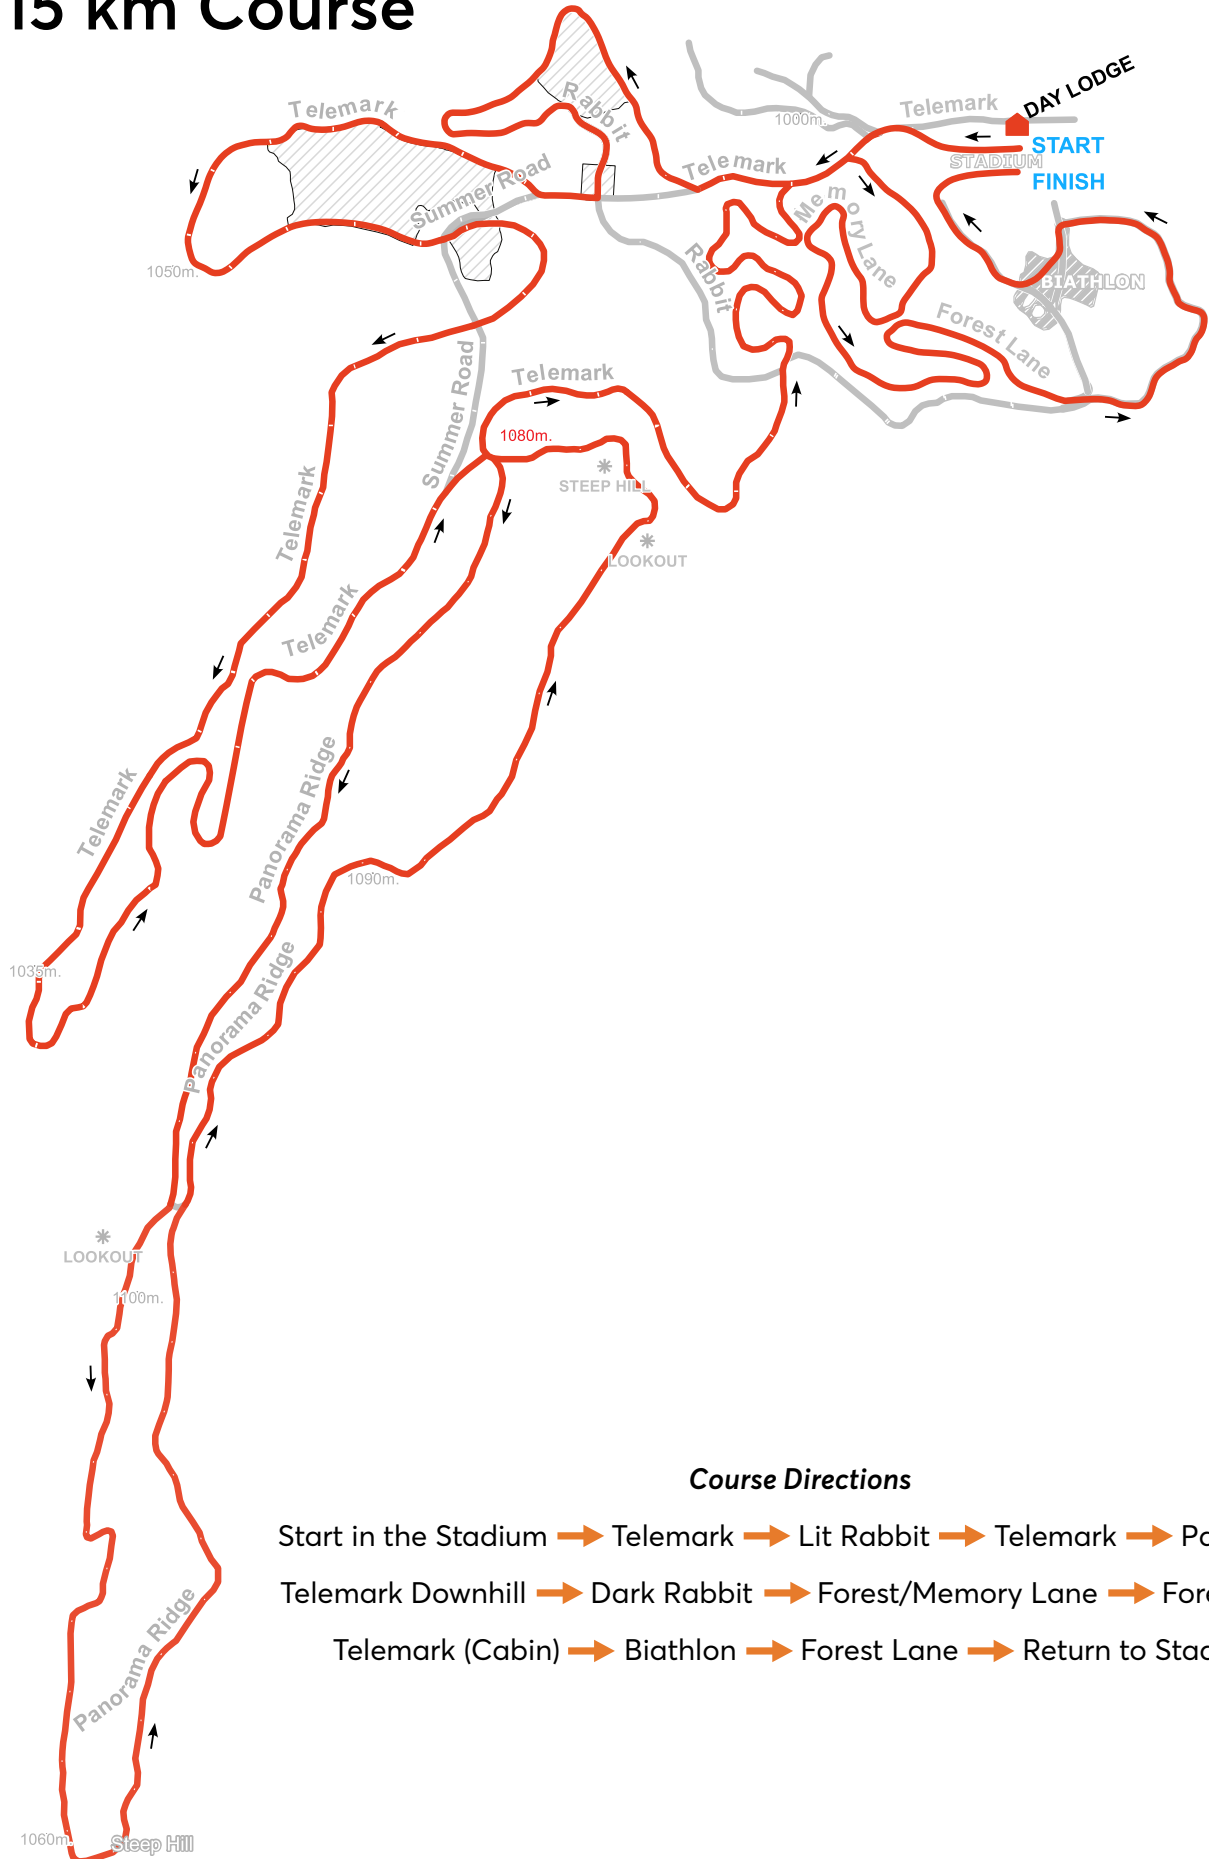 15 km Course
DAY LODGE
Telemark
1000m.
START
STADIUM
FINISH
Telemark
Rabbit
Telemark
Memory Lane
Summer Road
1050m.
Rabbit
BIATHLON
Forest Lane
Telemark
Summer Road
1080m.
STEEP HILL
LOOKOUT
Telemark
Telemark
Telemark
Panorama Ridge
1090m.
1035m.
Panorama Ridge
LOOKOUT
1100m.
Course Directions
Start in the Stadium Telemark Lit Rabbit Telemark
Telemark Downhill Dark Rabbit Forest/Memory Lane
Telemark (Cabin) Biathlon Forest Lane Return to
Panorama Ridge
1060m.
Steep Hill